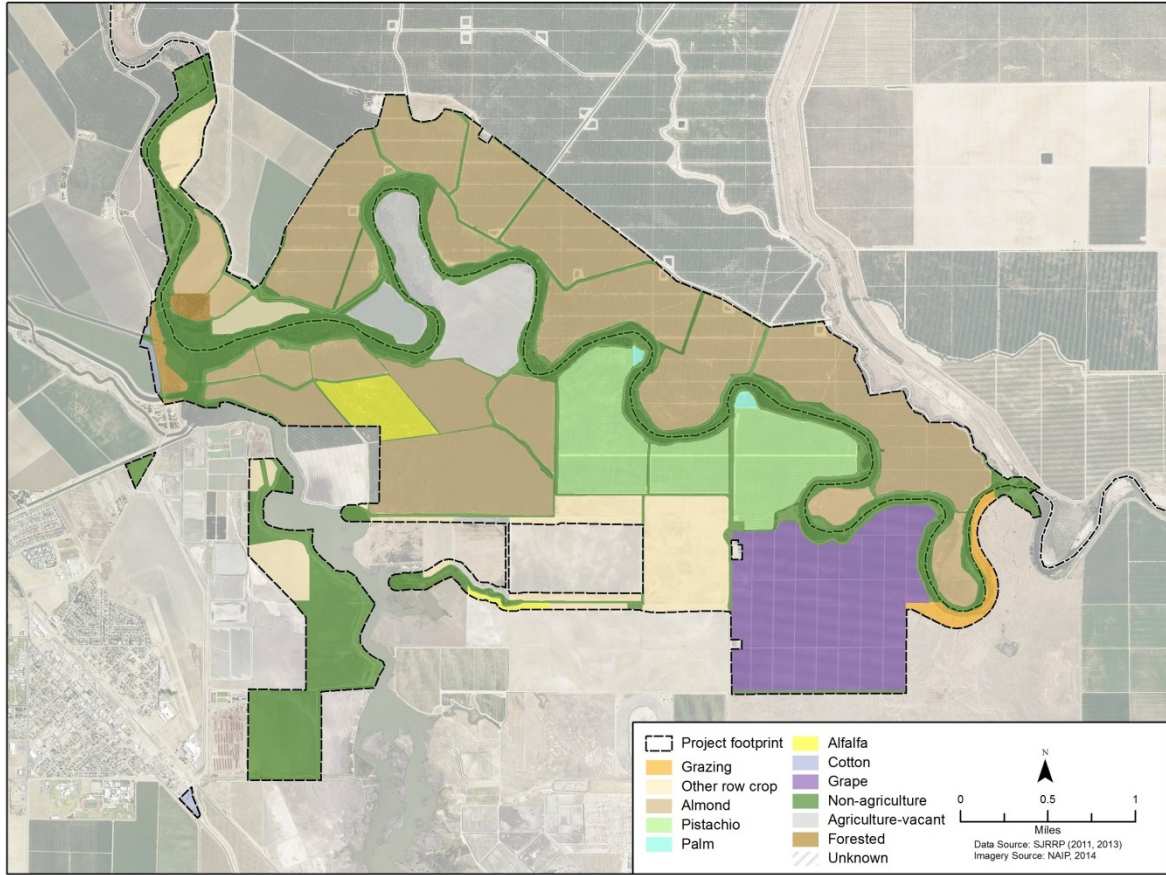 Project footprint
Grazing
Other row crop
Almond
Pistachio
Palm
Alfalfa
Cotton
Grape
Non-agriculture
Agriculture-vacant
Forested
Unknown
N
0 0.5 1
Miles
Data Source: SJRRP (2011, 2013)
Imagery Source: NAIP, 2014